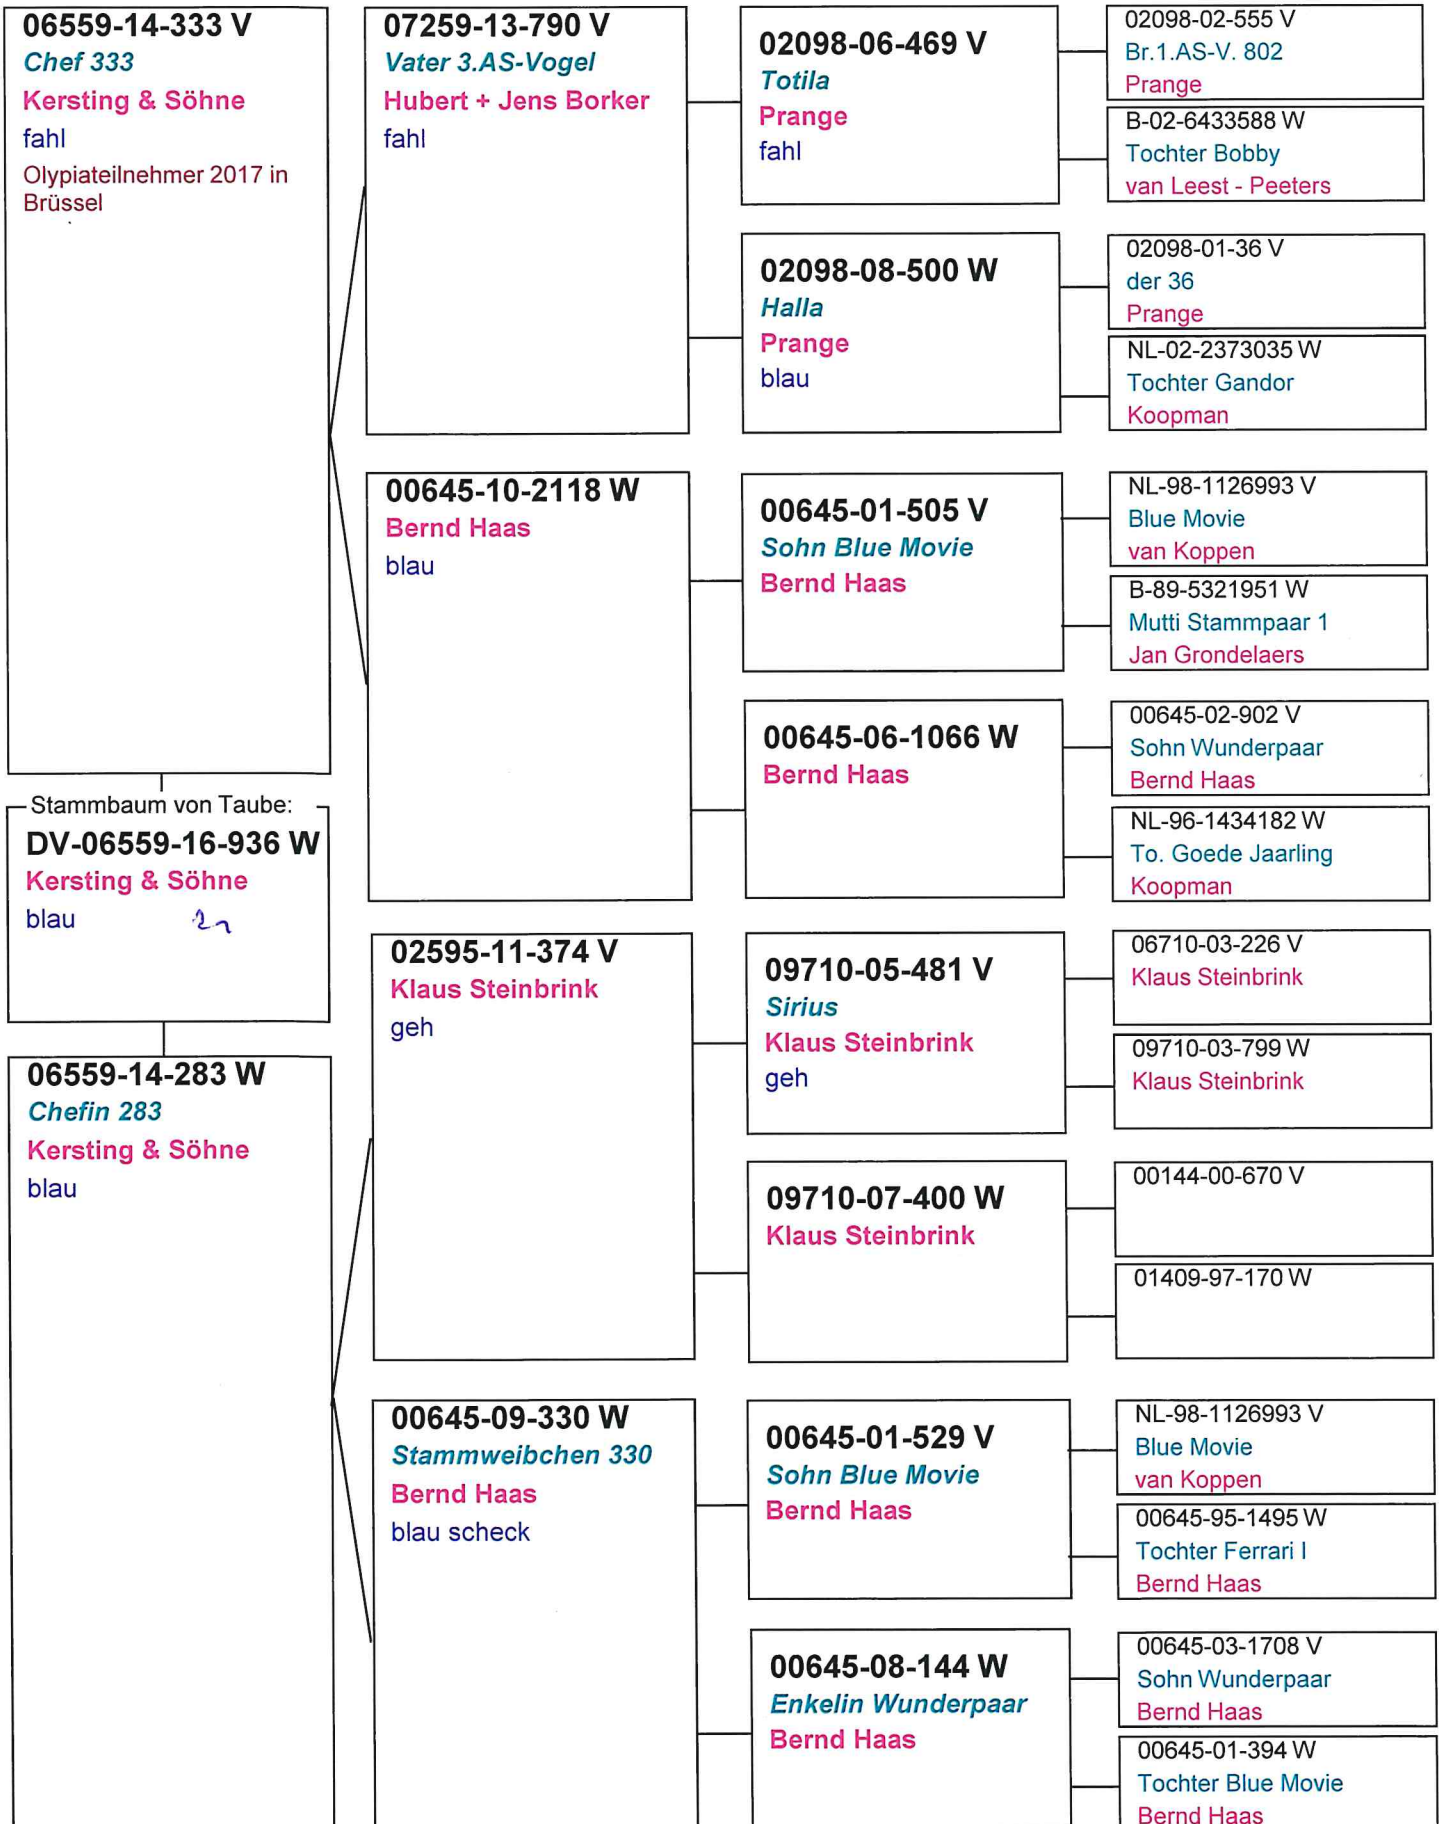 06559-14-333 V
Chef 333
Kersting & Söhne
fahl
Olypiateilnehmer 2017 in
Brüssel
Stammbaum von Taube:
DV-06559-16-936 W
Kersting & Söhne
blau
06559-14-283 W
Chefin 283
Kersting & Söhne
blau
07259-13-790 V
Vater 3.AS-Vogel
Hubert + Jens Borker
fahl
00645-10-2118 W
Bernd Haas
blau
02595-11-374 V
Klaus Steinbrink
geh
00645-09-330 W
Stammweibchen 330
Bernd Haas
blau scheck
02098-06-469 V
Totila
Prange
fahl
02098-08-500 W
Halla
Prange
blau
00645-01-505 V
Sohn Blue Movie
Bernd Haas
00645-06-1066 W
Bernd Haas
09710-05-481 V
Sirius
Klaus Steinbrink
geh
09710-07-400 W
Klaus Steinbrink
00645-01-529 V
Sohn Blue Movie
Bernd Haas
00645-08-144 W
Enkelin Wunderpaar
Bernd Haas
02098-02-555 V
Br.1.AS-V. 802
Prange
B-02-6433588 W
Tochter Bobby
van Leest - Peeters
02098-01-36 V
der 36
Prange
NL-02-2373035 W
Tochter Gandor
Koopman
NL-98-1126993 V
Blue Movie
van Koppen
B-89-5321951 W
Mutti Stammpaar 1
Jan Grondelaers
00645-02-902 V
Sohn Wunderpaar
Bernd Haas
NL-96-1434182 W
To. Goede Jaarling
Koopman
06710-03-226 V
Klaus Steinbrink
09710-03-799 W
Klaus Steinbrink
00144-00-670 V
01409-97-170 W
NL-98-1126993 V
Blue Movie
van Koppen
00645-95-1495 W
Tochter Ferrari I
Bernd Haas
00645-03-1708 V
Sohn Wunderpaar
Bernd Haas
00645-01-394 W
Tochter Blue Movie
Bernd Haas